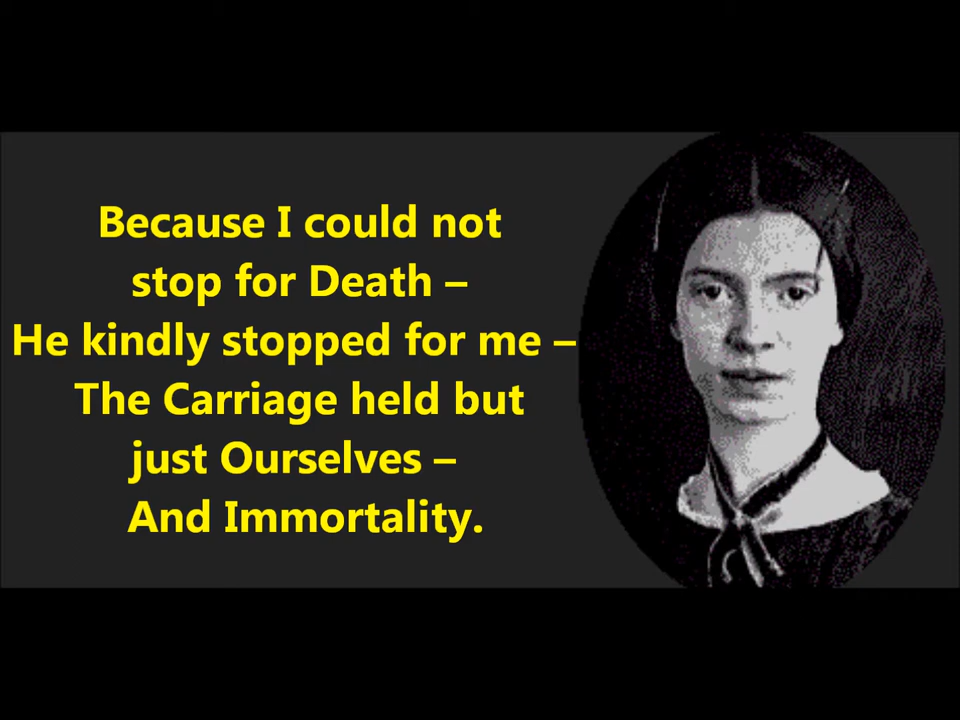 Because I could not
stop for Death –
He kindly stopped for me –
The Carriage held but
just Ourselves –
And Immortality.